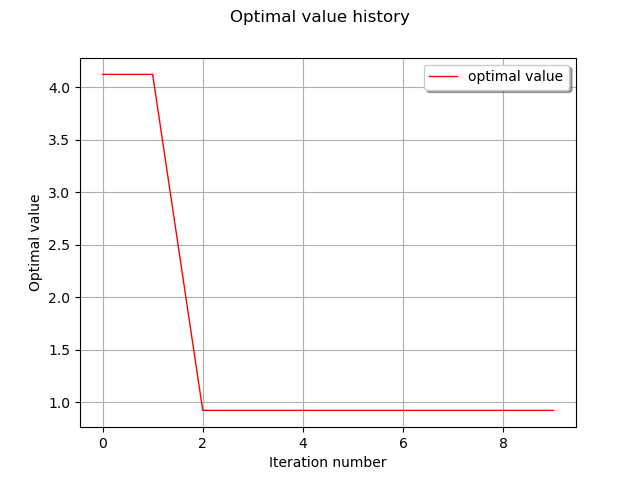 Optimal value history
optimal value
4.0
3.5
3.0
2.5
2.0
1.5
1.0
Optimal value
0 2 4 6 8
Iteration number